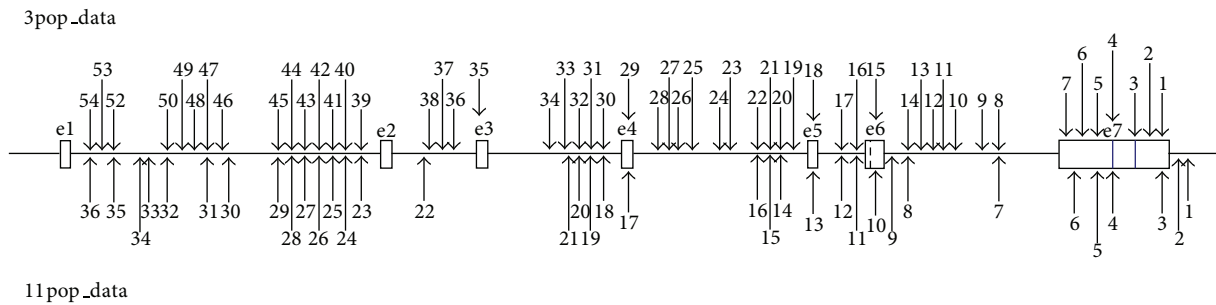 3pop_data
53 49 47 44 42 40 37 35 33 31 29 27 25 23 21 19 18 16 15 13 11 6 4 2
54 52 50 48 46 45 43 41 39 38 36 34 32 30 28 26 24 22 20 17 14 12 10 9 8 7 5 3 1
e1 e2 e3 e4 e5 e6 e7
36 35 33 32 31 30 29 27 25 23 22 20 18 17 16 14 13 12 10 8 7 6 4 3 1
34 28 26 24 21 19 15 11 9 5 2
11pop_data